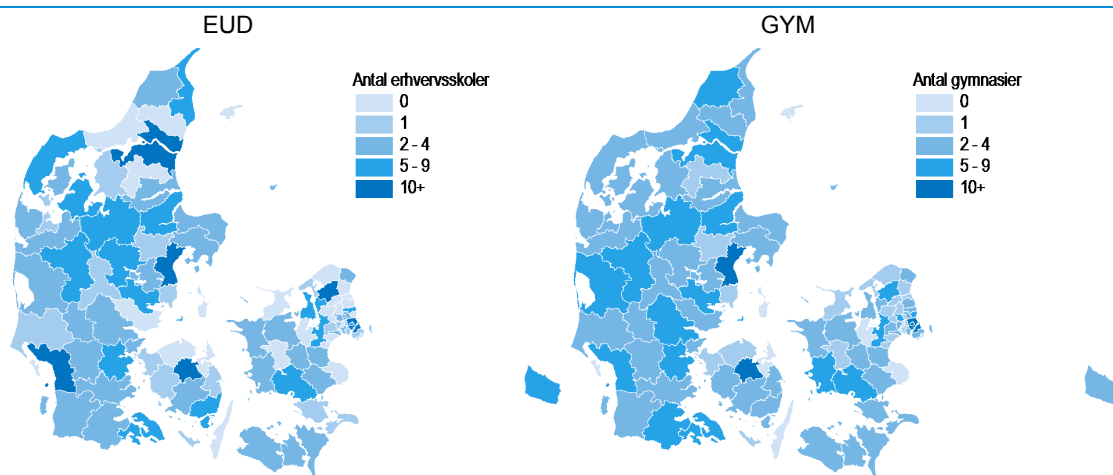 EUD
Antal erhvervsskoler
0
1
2 - 4
5 - 9
10+
GYM
Antal gymnasier
0
1
2 - 4
5 - 9
10+